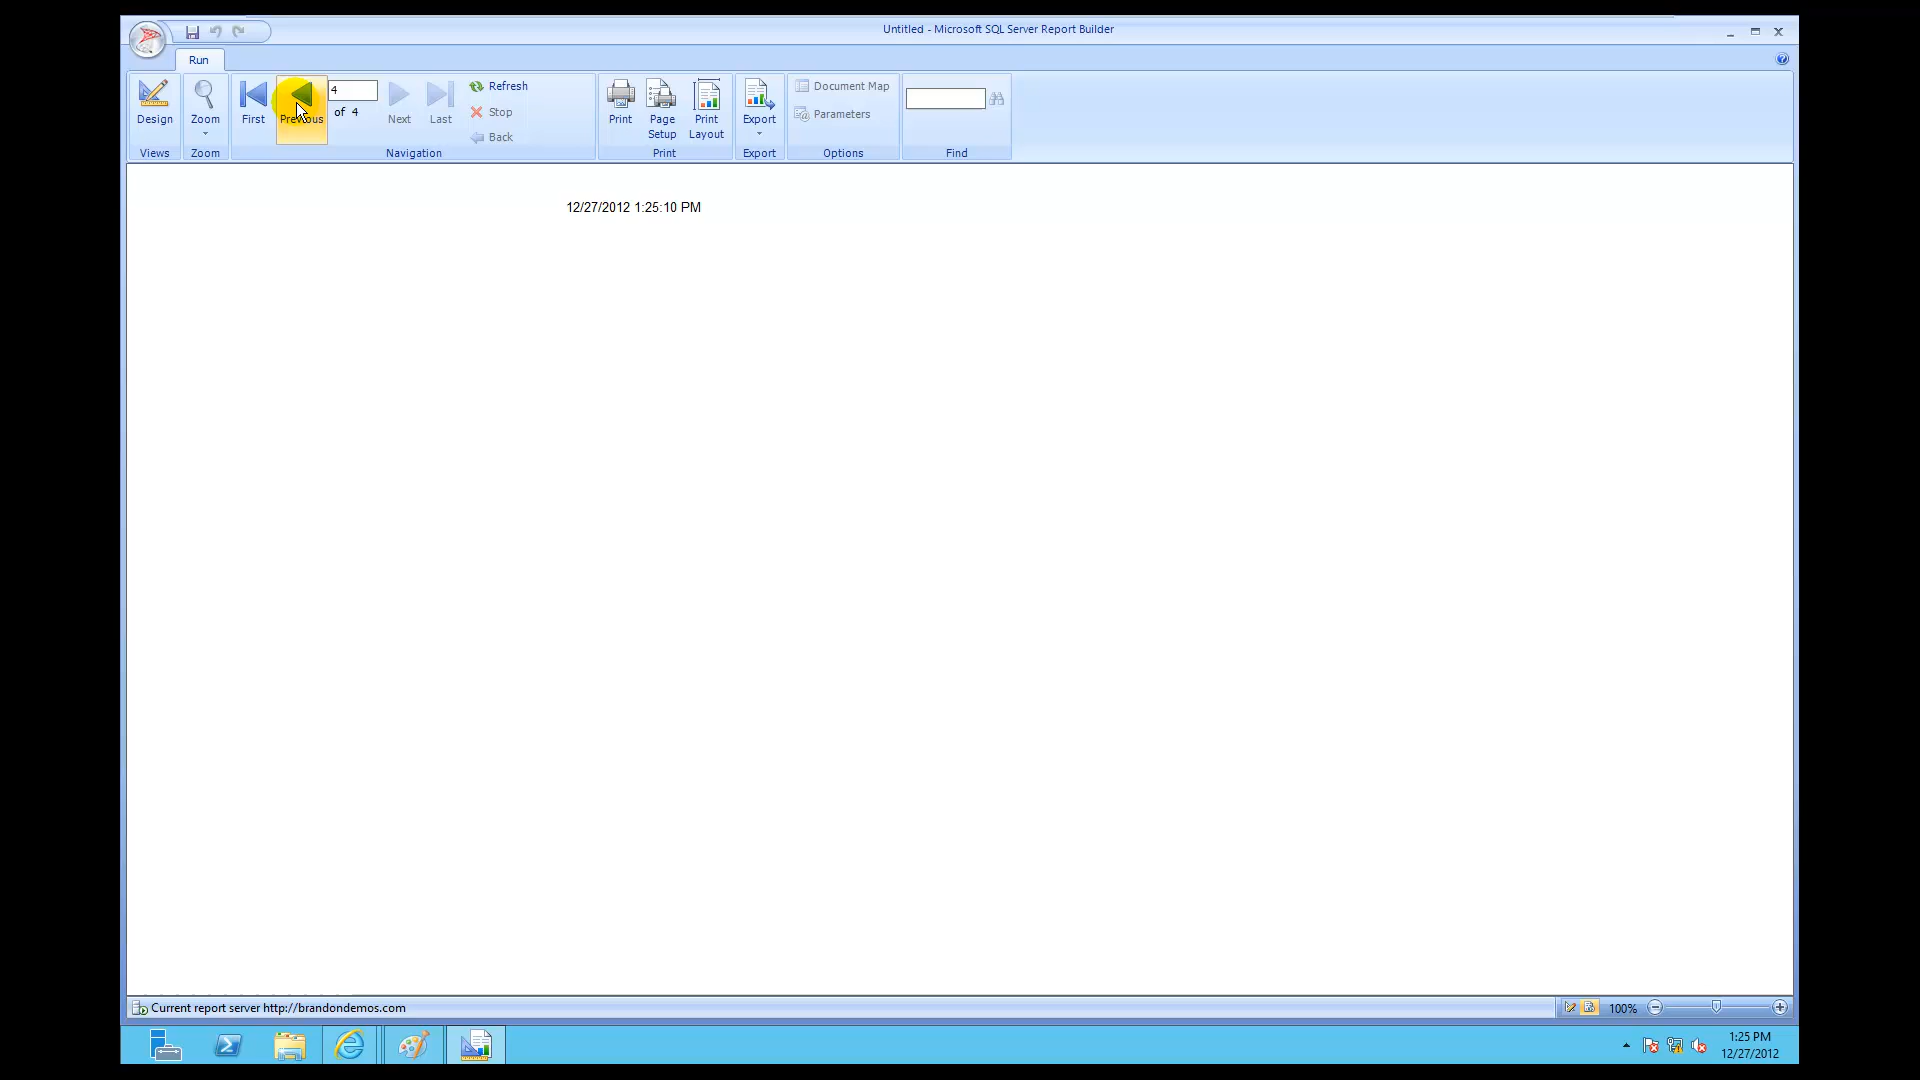 Untitled - Microsoft SQL Server Report Builder
Run
Design
Zoom
First
Previous
4
of 4
Next
Last
Refresh
Stop
Back
Print
Page Setup
Print Layout
Export
Document Map
Parameters
Views
Zoom
Navigation
Print
Export
Options
Find
12/27/2012 1:25:10 PM
Current report server http://brandondemos.com
100%
1:25 PM
12/27/2012